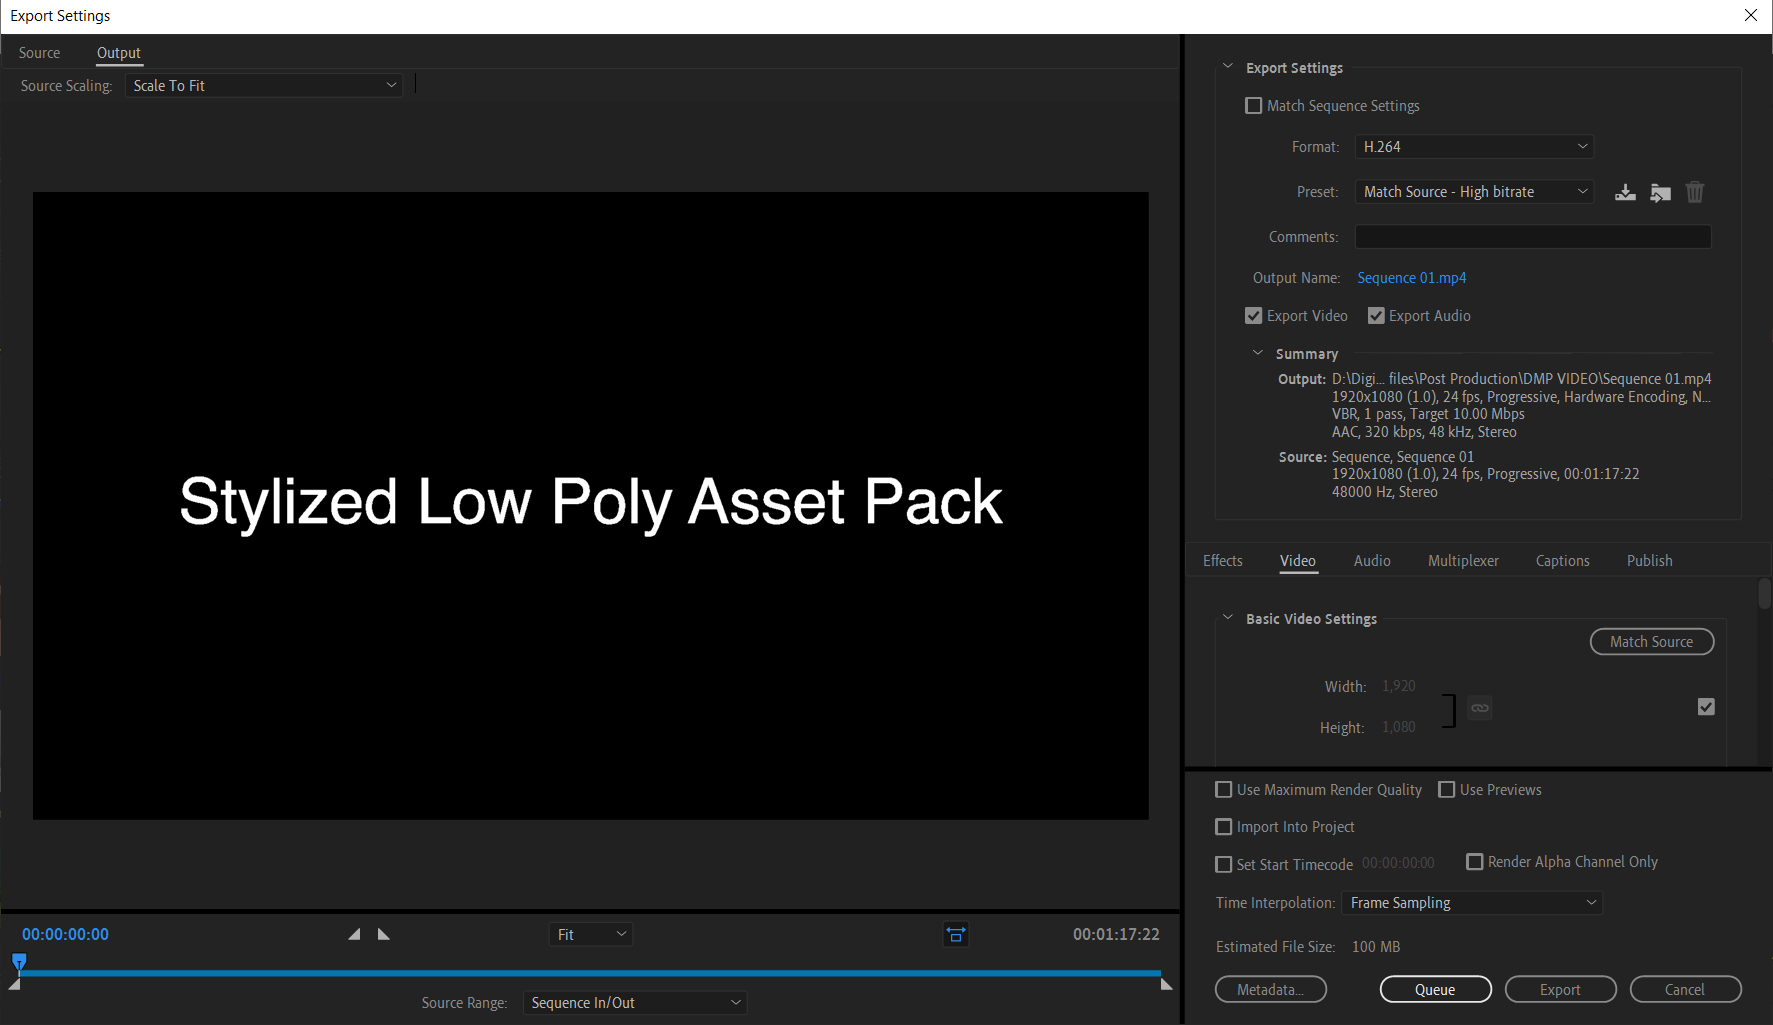 Export Settings
Source Output
Source Scaling: Scale To Fit
Stylized Low Poly Asset Pack
00:00:00:00 Fit 00:01:17:22
Source Range: Sequence In/Out
Export Settings
Match Sequence Settings
Format: H.264
Preset: Match Source - High bitrate
Comments:
Output Name: Sequence 01.mp4
Export Video Export Audio
Summary
Output: D:\Digi... files\Post Production\DMP VIDEO\Sequence 01.mp4
1920x1080 (1.0), 24 fps, Progressive, Hardware Encoding, N...
VBR, 1 pass, Target 10.00 Mbps
AAC, 320 kbps, 48 kHz, Stereo
Source: Sequence, Sequence 01
1920x1080 (1.0), 24 fps, Progressive, 00:01:17:22
48000 Hz, Stereo
Effects Video Audio Multiplexer Captions Publish
Basic Video Settings
Match Source
Width: 1,920
Height: 1,080
Use Maximum Render Quality Use Previews
Import Into Project
Set Start Timecode 00:00:00:00 Render Alpha Channel Only
Time Interpolation: Frame Sampling
Estimated File Size: 100 MB
Metadata... Queue Export Cancel